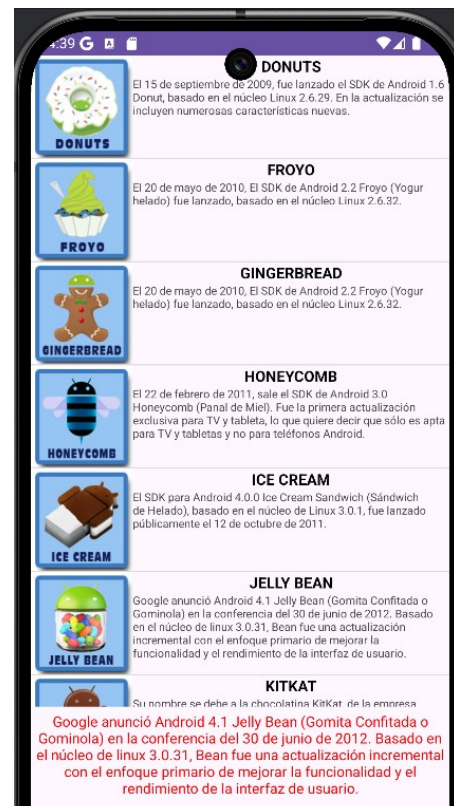 4:39 G
DONUTS
El 15 de septiembre de 2009, fue lanzado el SDK de Android 1.6
Donut, basado en el núcleo Linux 2.6.29. En la actualización se
incluyen numerosas características nuevas.
DONUTS
FROYO
El 20 de mayo de 2010, El SDK de Android 2.2 Froyo (Yogur
helado) fue lanzado, basado en el núcleo Linux 2.6.32.
FROYO
GINGERBREAD
El 20 de mayo de 2010, El SDK de Android 2.2 Froyo (Yogur
helado) fue lanzado, basado en el núcleo Linux 2.6.32.
GINGERBREAD
HONEYCOMB
El 22 de febrero de 2011, sale el SDK de Android 3.0
Honeycomb (Panal de Miel). Fue la primera actualización
exclusiva para TV y tableta, lo que quiere decir que sólo es apta
para TV y tabletas y no para teléfonos Android.
HONEYCOMB
ICE CREAM
El SDK para Android 4.0.0 Ice Cream Sandwich (Sándwich
de Helado), basado en el núcleo de Linux 3.0.1, fue lanzado
públicamente el 12 de octubre de 2011.
ICE CREAM
JELLY BEAN
Google anunció Android 4.1 Jelly Bean (Gomita Confitada o
Gominola) en la conferencia del 30 de junio de 2012. Basado
en el núcleo de linux 3.0.31, Bean fue una actualización
incremental con el enfoque primario de mejorar la
funcionalidad y el rendimiento de la interfaz de usuario.
JELLY BEAN
KITKAT
Su nombre se debe a la chocolatina KitKat, de la empresa
Google anunció Android 4.1 Jelly Bean (Gomita Confitada o
Gominola) en la conferencia del 30 de junio de 2012. Basado en
el núcleo de linux 3.0.31, Bean fue una actualización incremental
con el enfoque primario de mejorar la funcionalidad y el
rendimiento de la interfaz de usuario.